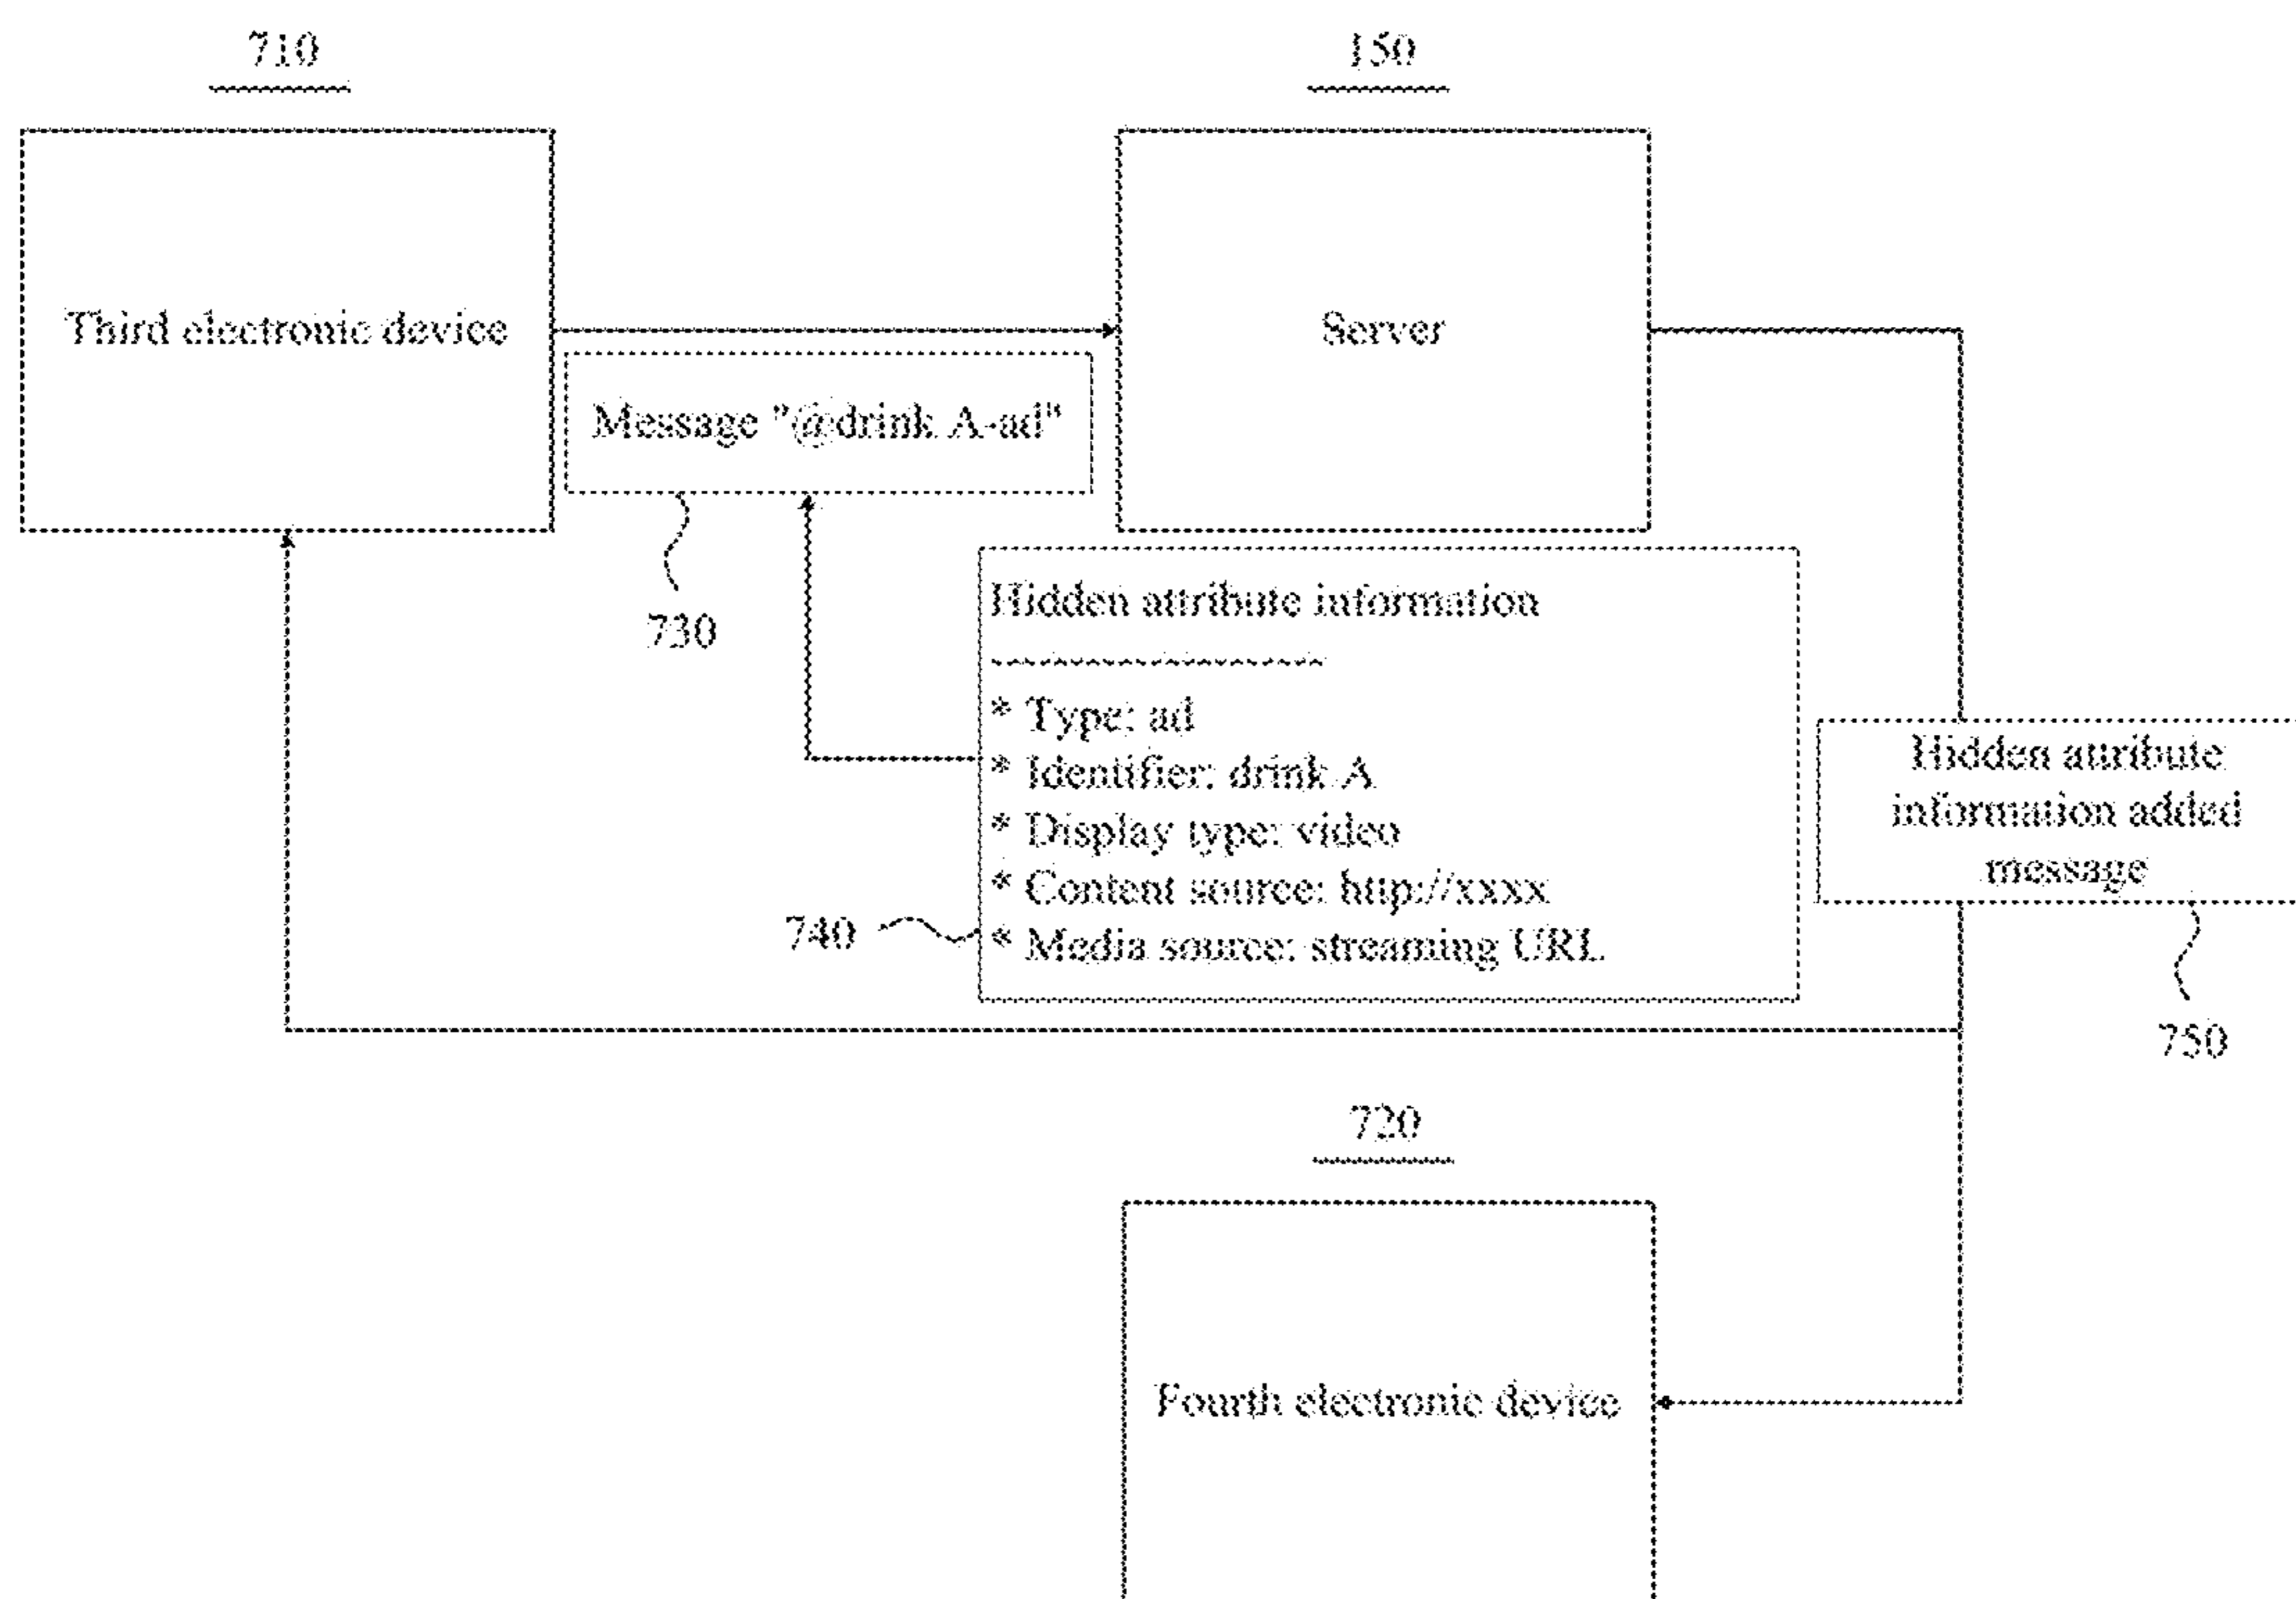 710
150
Third electronic device
Server
Message "@drink A-ad"
730
Hidden attribute information
--------------------
* Type: ad
* Identifier: drink A
* Display type: video
* Content source: http://xxxx
* Media source: streaming URL
740
Hidden attribute
information added
message
750
720
Fourth electronic device